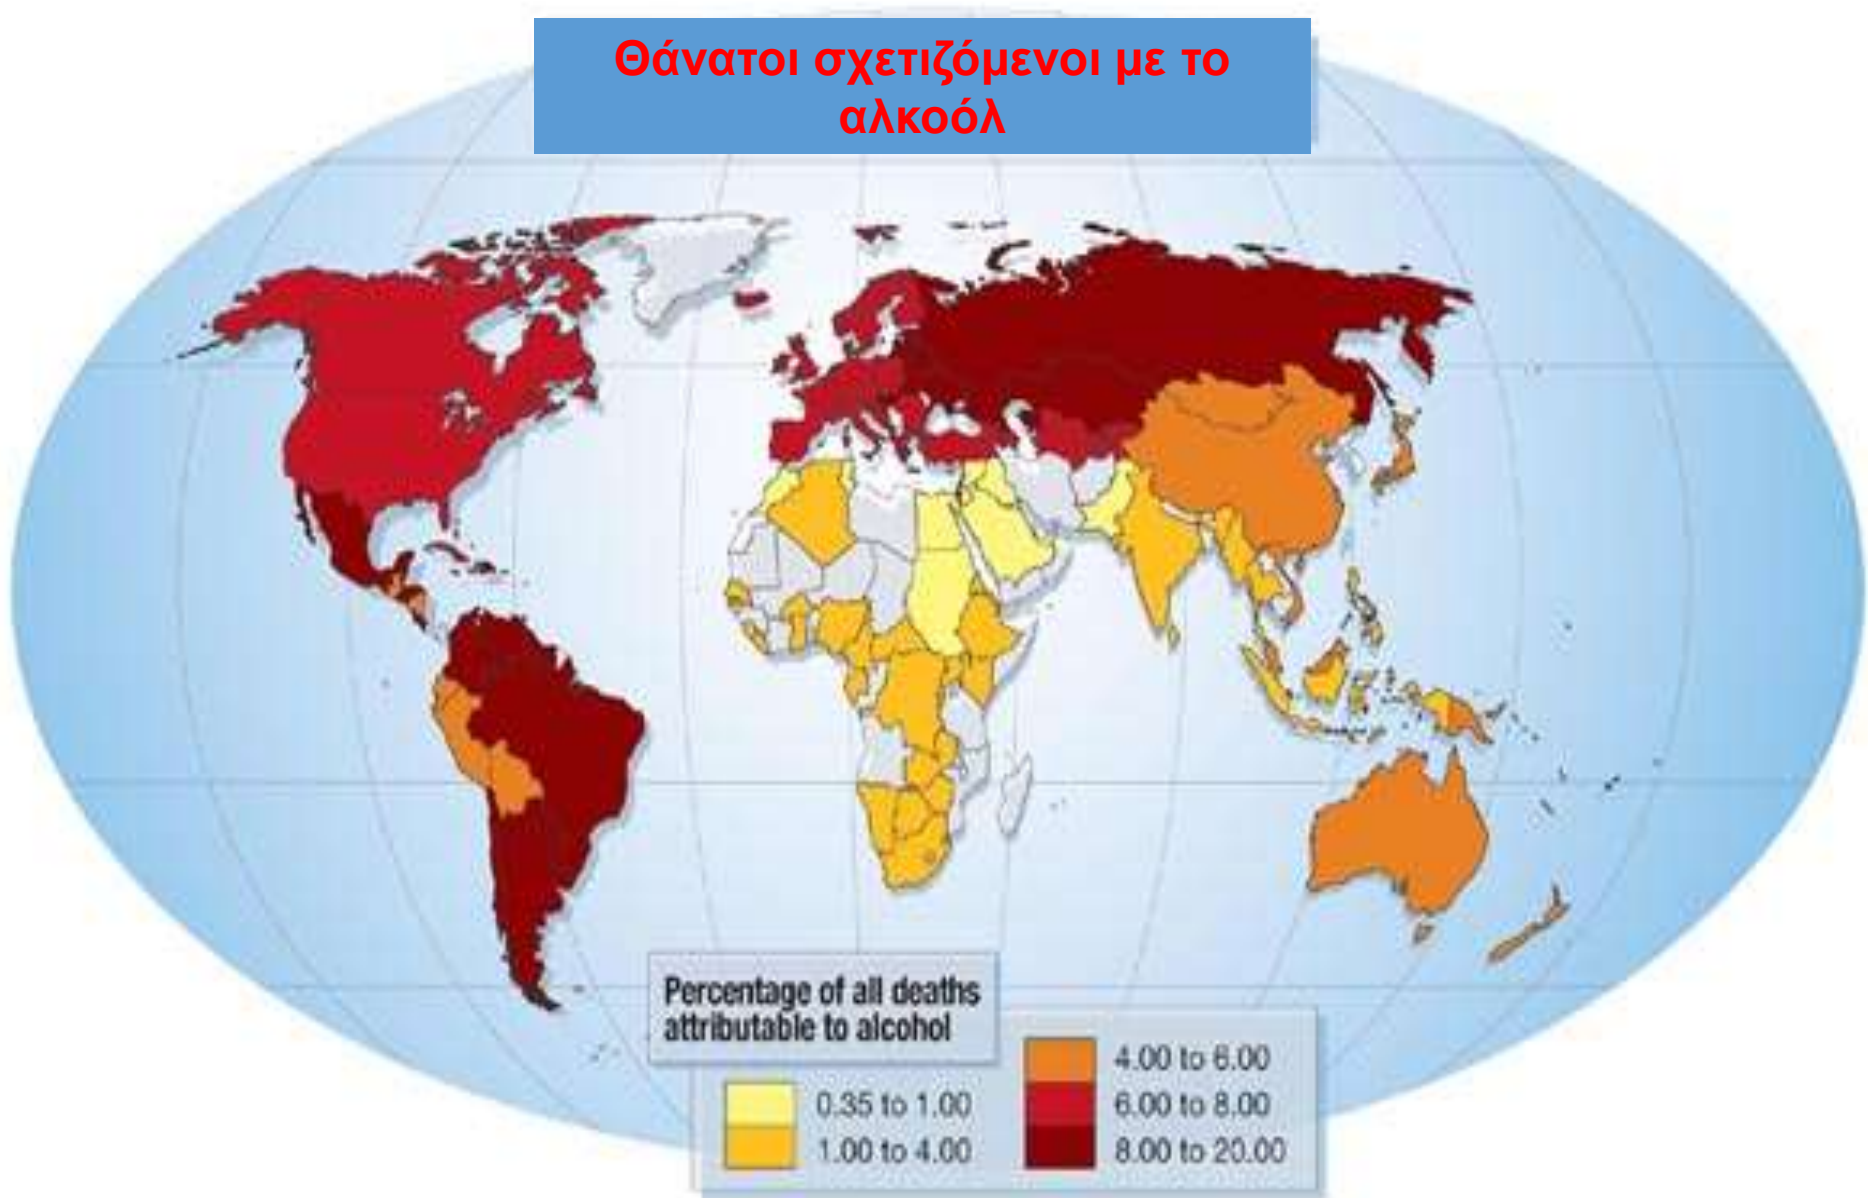 Θάνατοι σχετιζόμενοι με το
αλκοόλ
Percentage of all deaths
attributable to alcohol
0.35 to 1.00
1.00 to 4.00
4.00 to 6.00
6.00 to 8.00
8.00 to 20.00